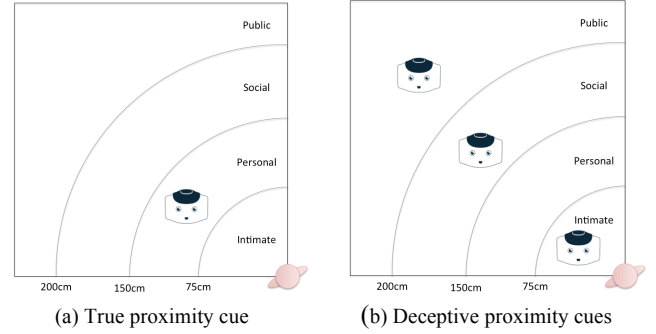 Public
Social
Personal
Intimate
200cm 150cm 75cm
(a) True proximity cue
Public
Social
Personal
Intimate
200cm 150cm 75cm
(b) Deceptive proximity cues